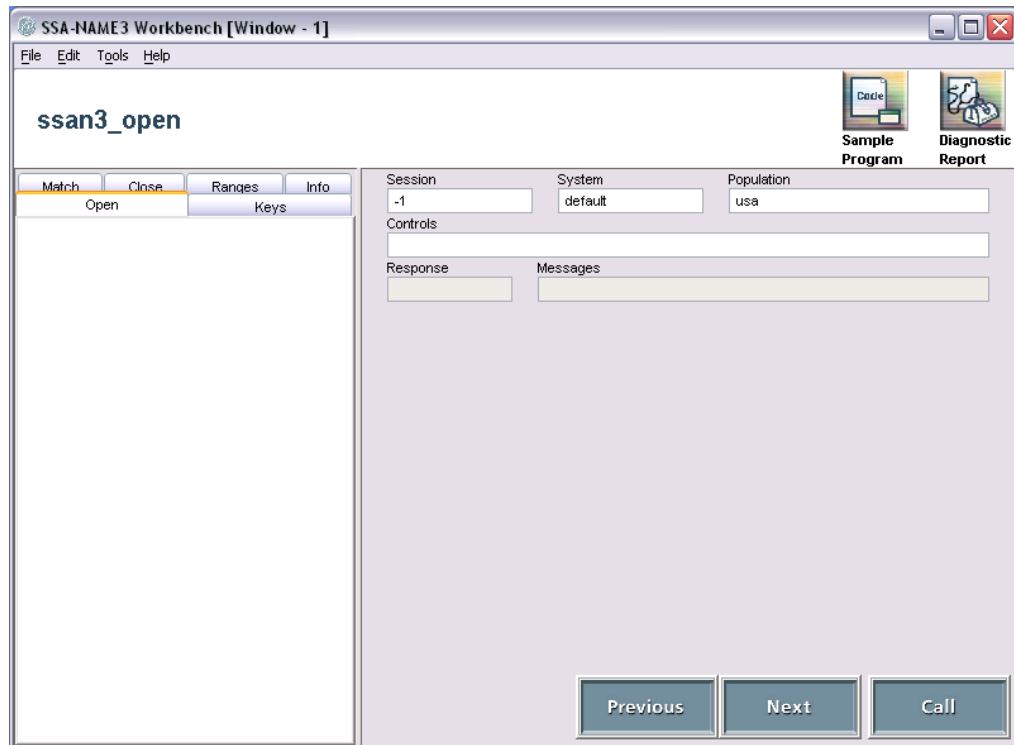 SSA-NAME3 Workbench [Window - 1]
File Edit Tools Help
ssan3_open
Code
Sample Program
Diagnostic Report
Match Close Ranges Info
Open Keys
Session System Population
-1 default usa
Controls
Response Messages
Previous Next Call